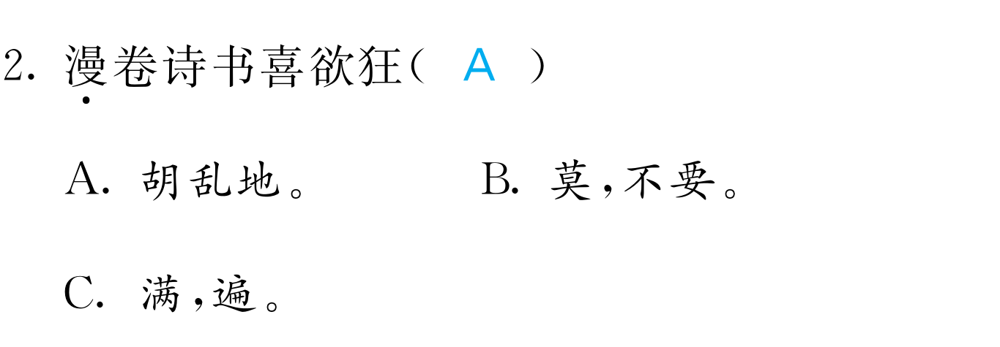 2. 漫卷诗书喜欲狂( A )
A. 胡乱地。 B. 莫,不要。
C. 满,遍。